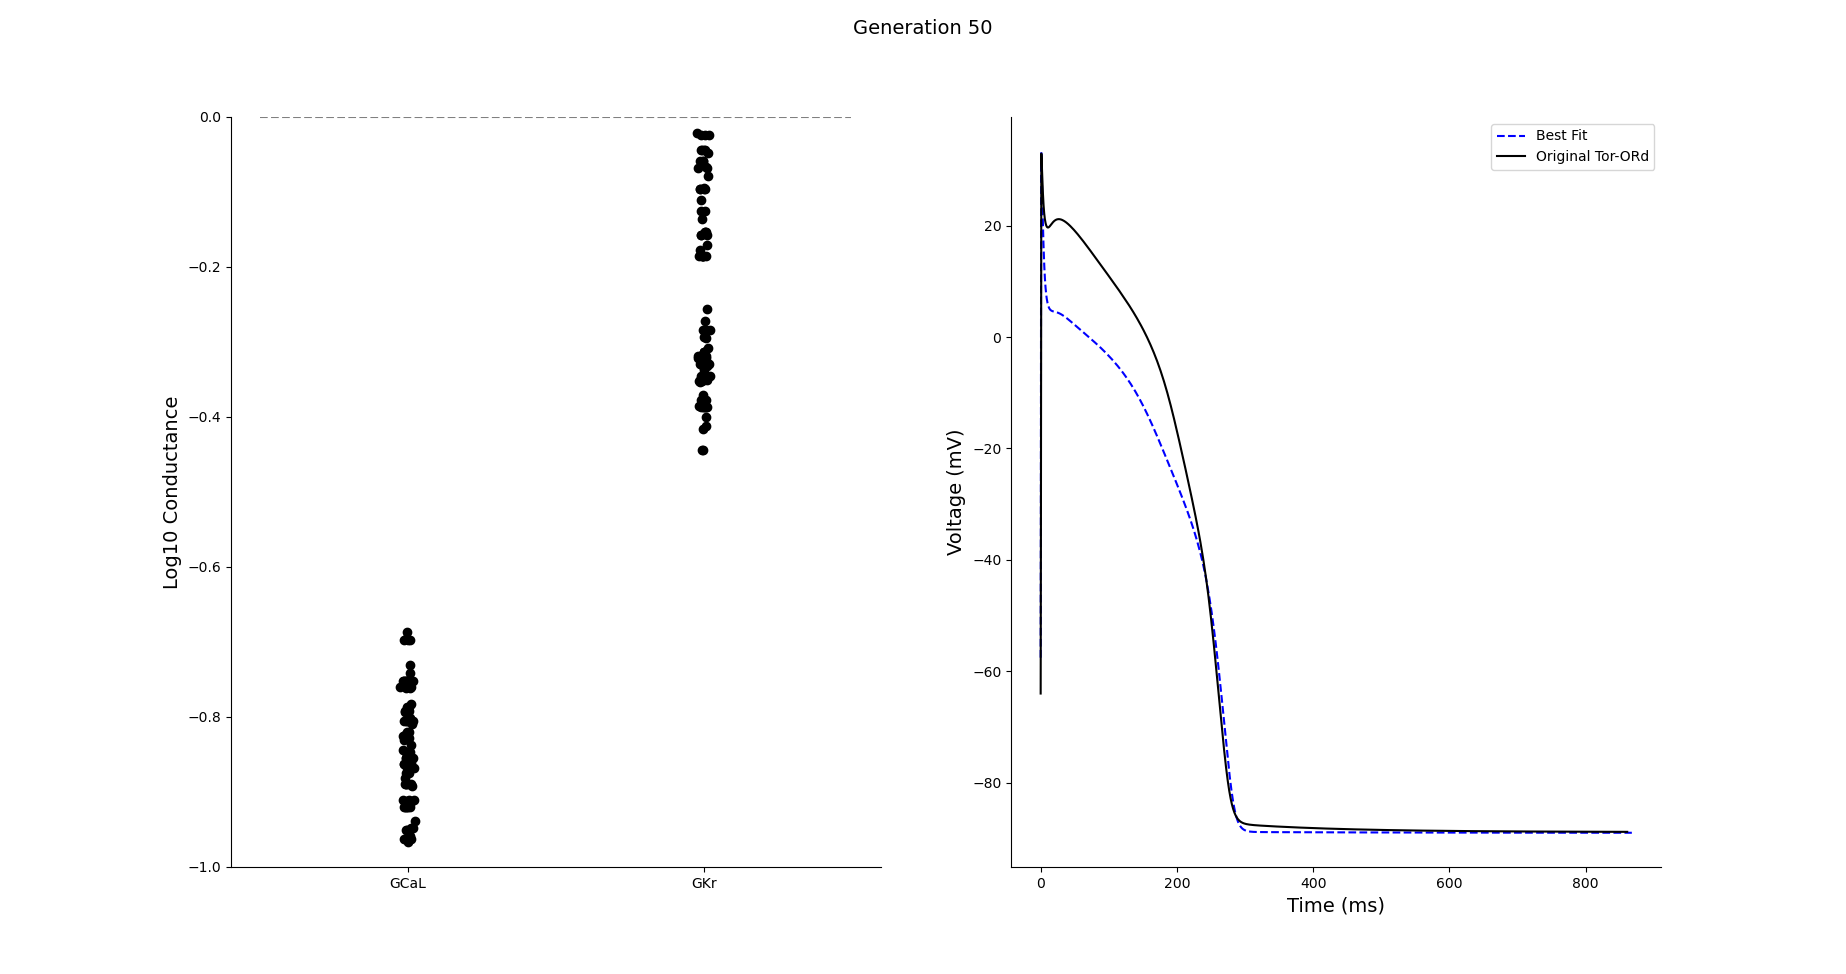 Generation 50
Log10 Conductance
0.0
−0.2
−0.4
−0.6
−0.8
−1.0
GCaL
GKr
Voltage (mV)
20
0
−20
−40
−60
−80
0
200
400
600
800
Time (ms)
Best Fit
Original Tor-ORd